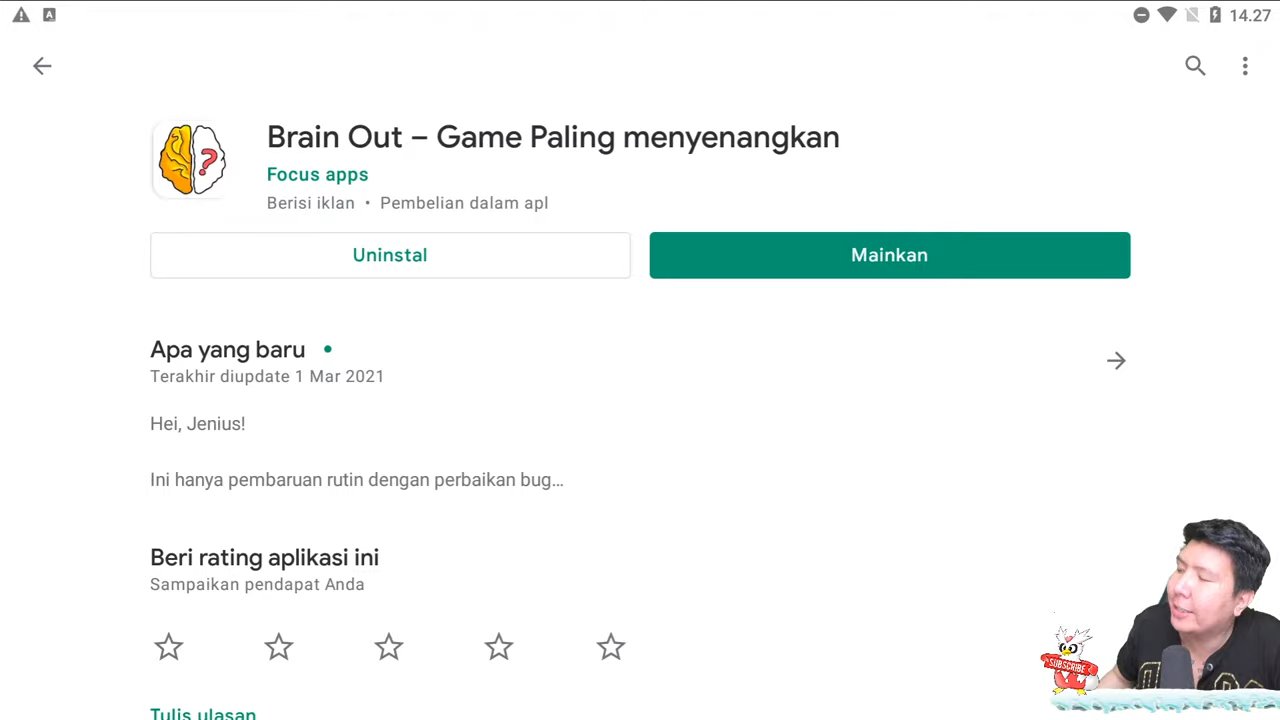 14.27
Brain Out – Game Paling menyenangkan
Focus apps
Berisi iklan • Pembelian dalam apl
Uninstal
Mainkan
Apa yang baru •
Terakhir diupdate 1 Mar 2021
Hei, Jenius!
Ini hanya pembaruan rutin dengan perbaikan bug...
Beri rating aplikasi ini
Sampaikan pendapat Anda
SUBSCRIBE
Tulis ulasan